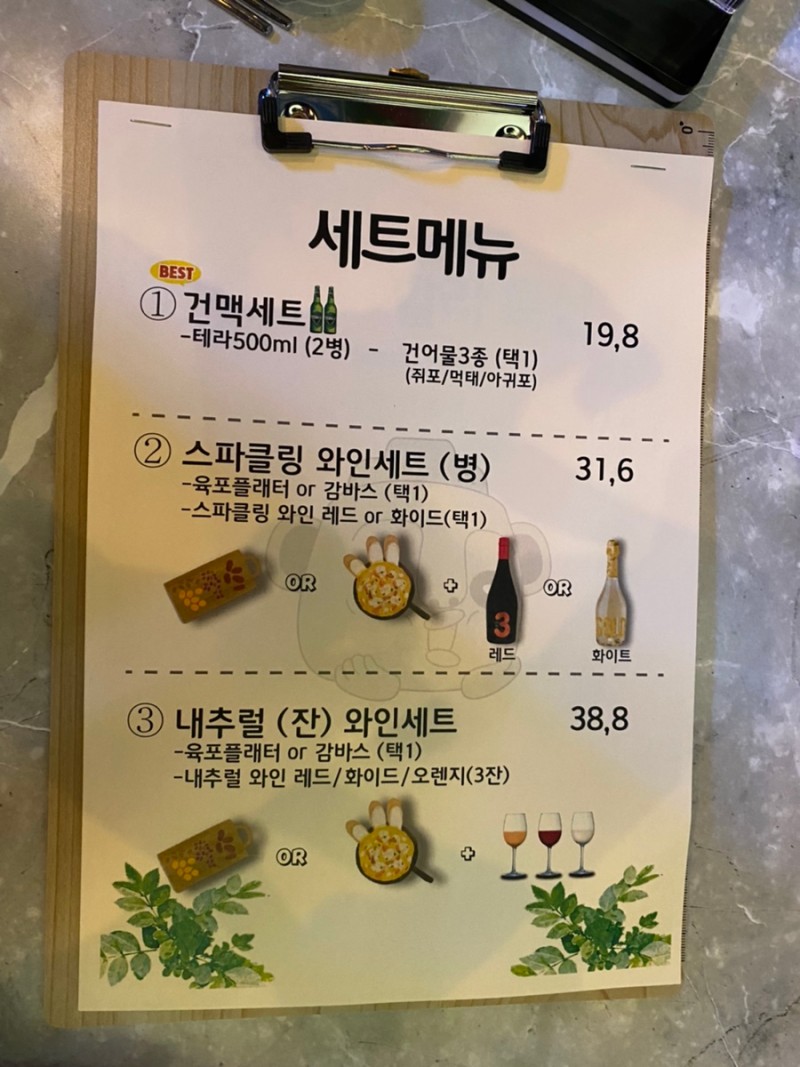 세트메뉴
BEST
① 건맥세트 19,8
-테라500ml (2병) - 건어물3종 (택1)
(쥐포/먹태/아귀포)
② 스파클링 와인세트 (병) 31,6
-육포플래터 or 감바스 (택1)
-스파클링 와인 레드 or 화이드(택1)
OR + OR
3 GOLD
레드 화이트
③ 내추럴 (잔) 와인세트 38,8
-육포플래터 or 감바스 (택1)
-내추럴 와인 레드/화이드/오렌지(3잔)
OR +